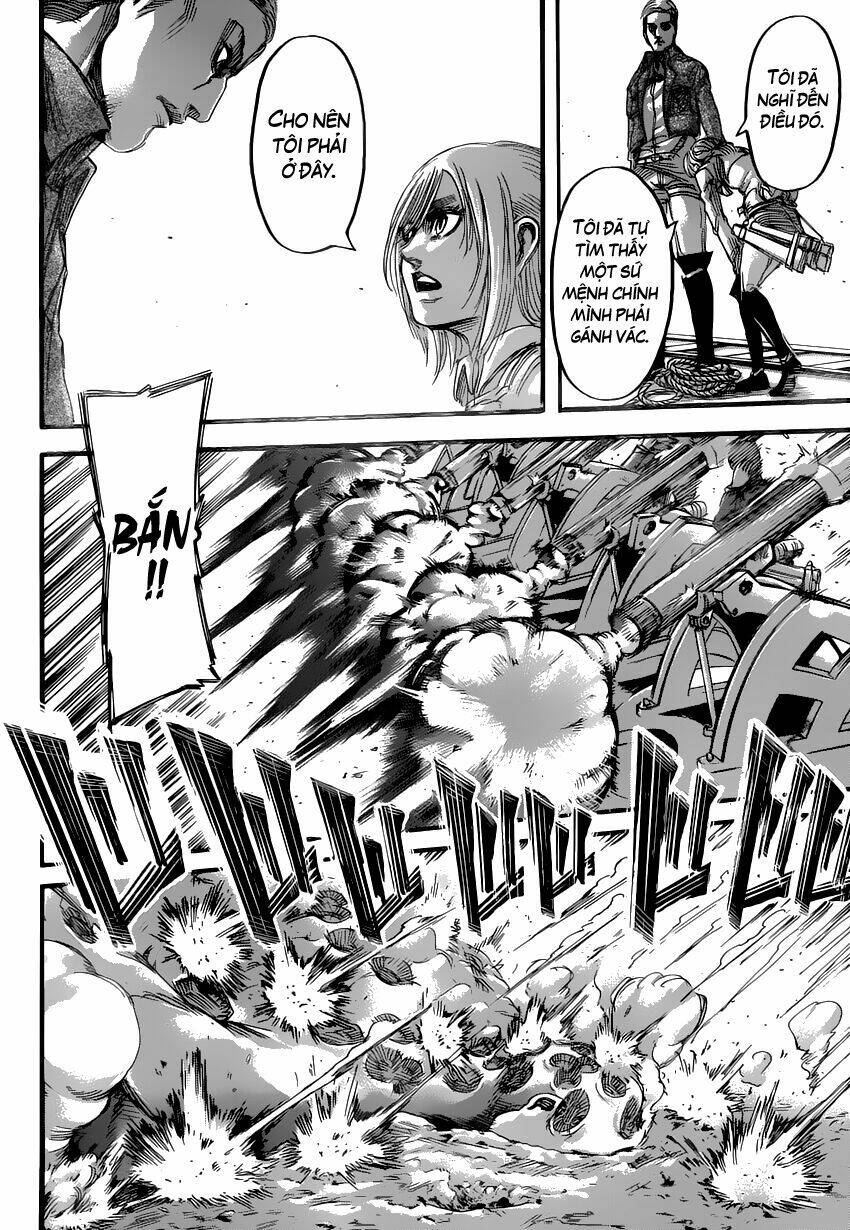 TÔI ĐÃ
NGHĨ ĐẾN
ĐIỀU ĐÓ.
TÔI ĐÃ TỰ
TÌM THẤY
MỘT SỨ
MỆNH CHÍNH
MÌNH PHẢI
GÁNH VÁC.
CHO NÊN
TÔI PHẢI
Ở ĐÂY.
BẮN
!!